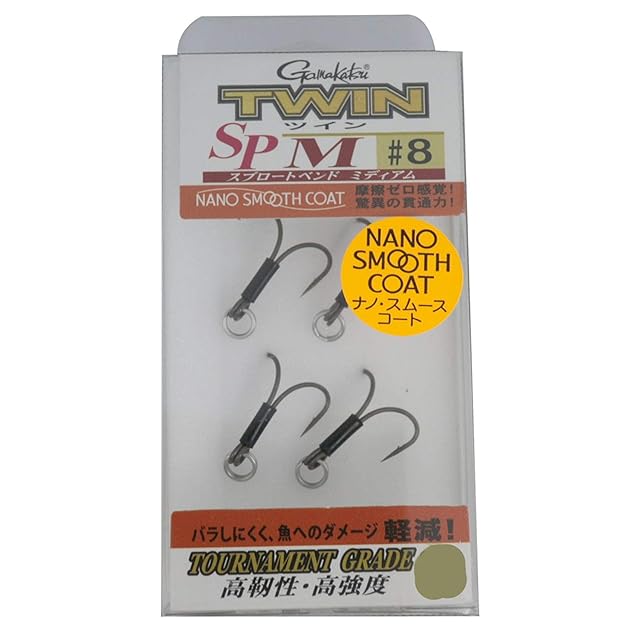 Gamakatsu®
TWIN
ツイン
SP M #8
スプロートベンド ミディアム
NANO SMOOTH COAT
摩擦ゼロ感覚!
驚異の貫通力!
NANO
SMOOTH
COAT
ナノ・スムース
コート
バラしにくく、魚へのダメージ 軽減!
TOURNAMENT GRADE
高靭性・高強度